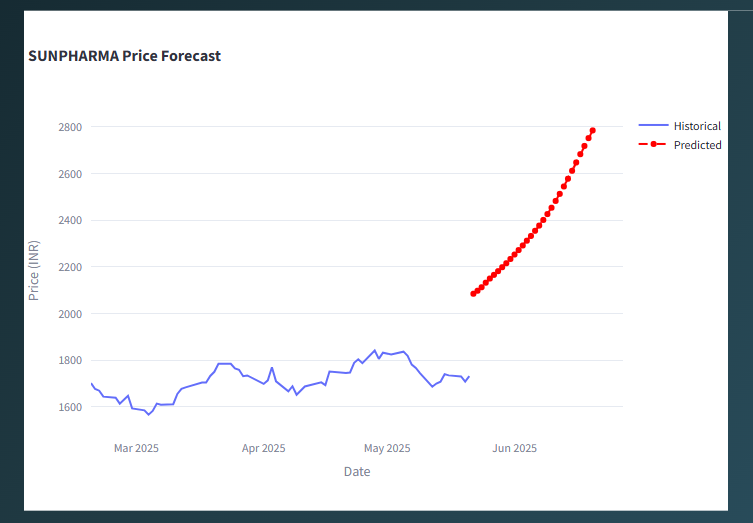 SUNPHARMA Price Forecast
Historical
Predicted
2800
2600
2400
2200
2000
1800
1600
Price (INR)
Mar 2025
Apr 2025
May 2025
Jun 2025
Date